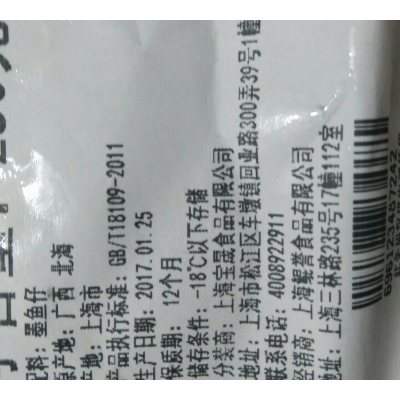 配料：墨鱼仔
原产地：广西 北海
产地：上海市
产品执行标准：GB/T18109-2011
生产日期：2017.01.25
保质期：12个月
储存条件：-18℃以下存储
分装商：上海宝晟食品有限公司
地址：上海市松江区车墩镇回业路300弄39号1幢
联系电话：4008922911
经销商：上海鲲誉食品有限公司
地址：上海三林路235号17幢112室